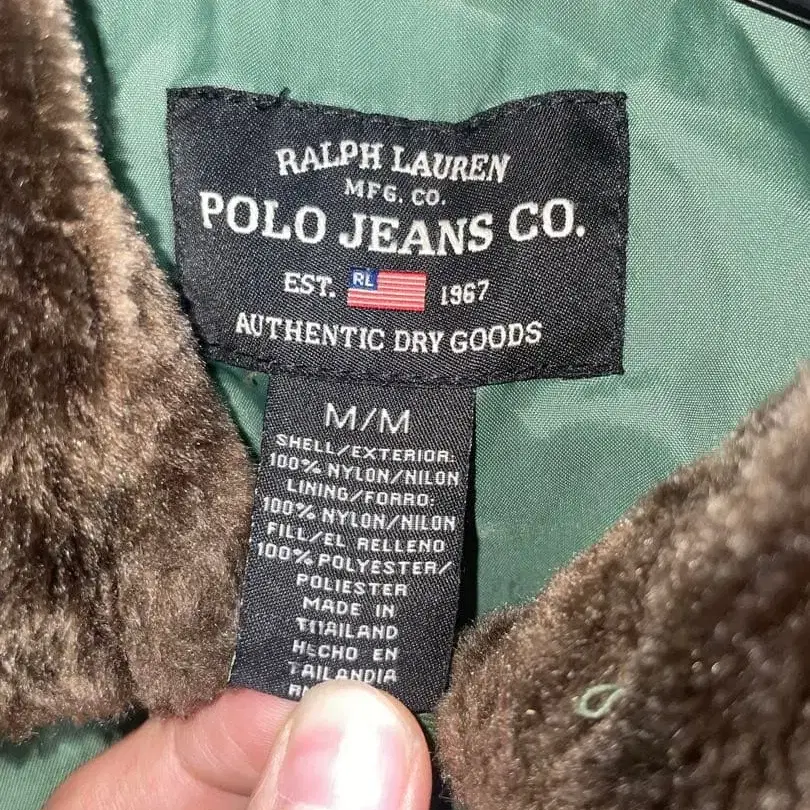 RALPH LAUREN
MFG. CO.
POLO JEANS CO.
EST. RL 1967
AUTHENTIC DRY GOODS
M/M
SHELL/EXTERIOR:
100% NYLON/NILON
LINING/FORRO:
100% NYLON/NILON
FILL/EL RELLENO
100% POLYESTER/
POLIESTER
MADE IN
THAILAND
HECHO EN
TAILANDIA